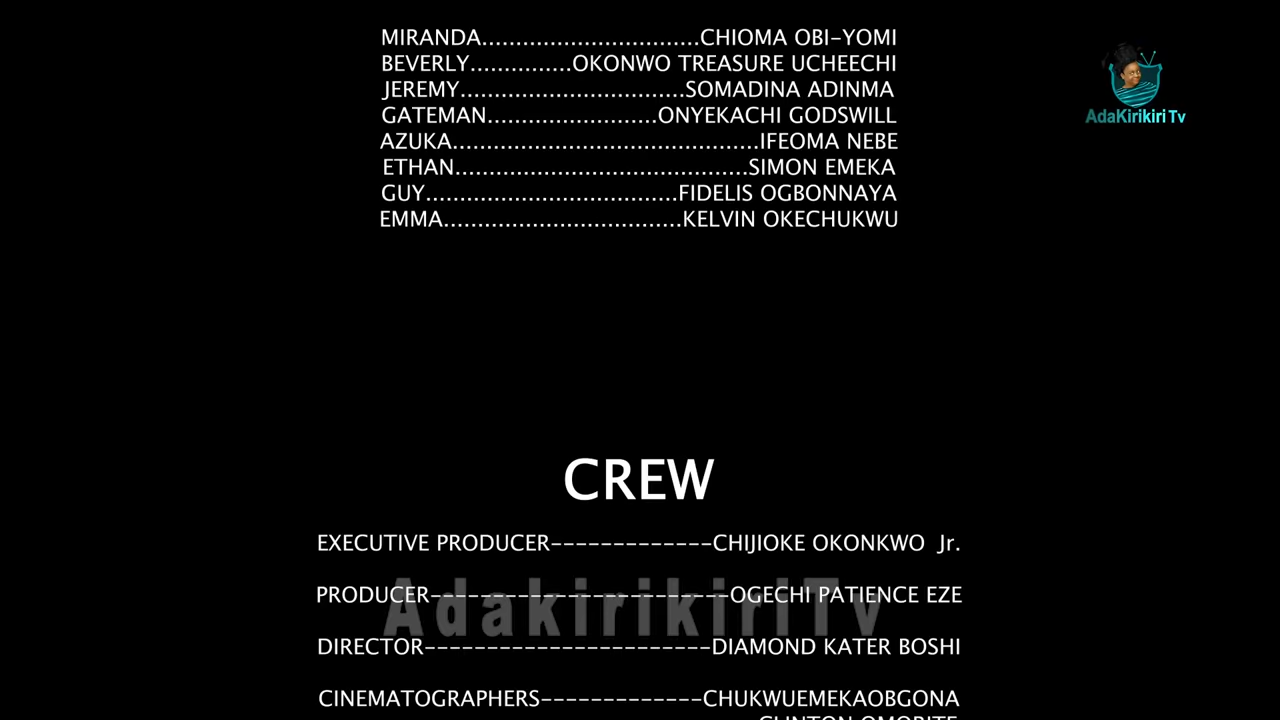 MIRANDA................................CHIOMA OBI-YOMI
BEVERLY...............OKONWO TREASURE UCHEECHI
JEREMY.................................SOMADINA ADINMA
GATEMAN.........................ONYEKACHI GODSWILL
AZUKA.............................................IFEOMA NEBE
ETHAN...........................................SIMON EMEKA
GUY.....................................FIDELIS OGBONNAYA
EMMA...................................KELVIN OKECHUKWU
AdaKirikiri Tv
CREW
EXECUTIVE PRODUCER-------------CHIJIOKE OKONKWO Jr.
PRODUCER------------------------OGECHI PATIENCE EZE
AdakirikiriTv
DIRECTOR-----------------------DIAMOND KATER BOSHI
CINEMATOGRAPHERS-------------CHUKWUEMEKAOBGONA